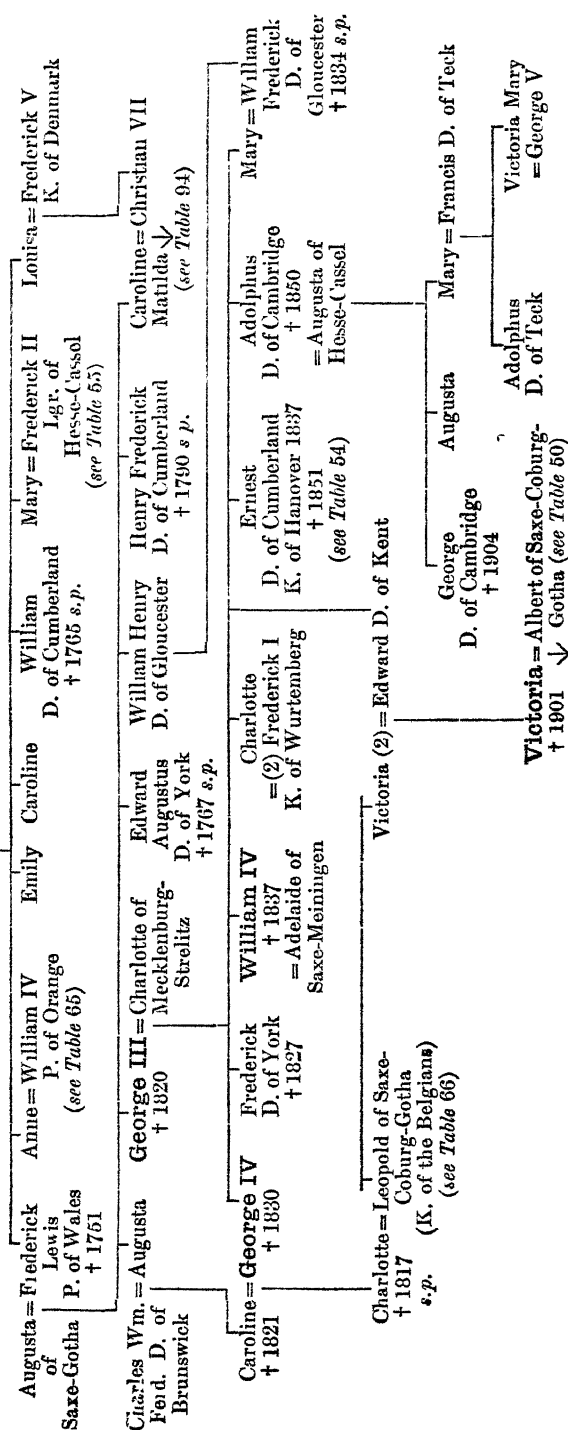 Augusta = Frederick
of Lewis
Saxe-Gotha P. of Wales
† 1751
Anne = William IV
P. of Orange
(see Table 65)
Emily
Caroline
William
D. of Cumberland
† 1765 s.p.
Mary = Frederick II
Lgr. of
Hesse-Cassel
(see Table 55)
Louisa = Frederick V
K. of Denmark
Charles Wm. = Augusta
Ferd. D. of
Brunswick
George III = Charlotte of
† 1820 Mecklenburg-
Strelitz
Edward
Augustus
D. of York
† 1767 s.p.
William Henry
D. of Gloucester
Henry Frederick
D. of Cumberland
† 1790 s p.
Caroline = Christian VII
Matilda
(see Table 94)
Caroline = George IV
† 1821 † 1830
Frederick
D. of York
† 1827
William IV
† 1837
= Adelaide of
Saxe-Meiningen
Charlotte
= (2) Frederick I
K. of Wurtemberg
Ernest
D. of Cumberland
K. of Hanover 1837
† 1851
(see Table 54)
Adolphus
D. of Cambridge
† 1850
= Augusta of
Hesse-Cassel
Mary = William
Frederick
D. of
Gloucester
† 1834 s.p.
Charlotte = Leopold of Saxe-
† 1817 Coburg-Gotha
s.p. (K. of the Belgians)
(see Table 66)
Victoria (2) = Edward D. of Kent
George
D. of Cambridge
† 1904
Augusta
Mary = Francis D. of Teck
Victoria = Albert of Saxe-Coburg-
† 1901 Gotha (see Table 50)
Adolphus
D. of Teck
Victoria Mary
= George V